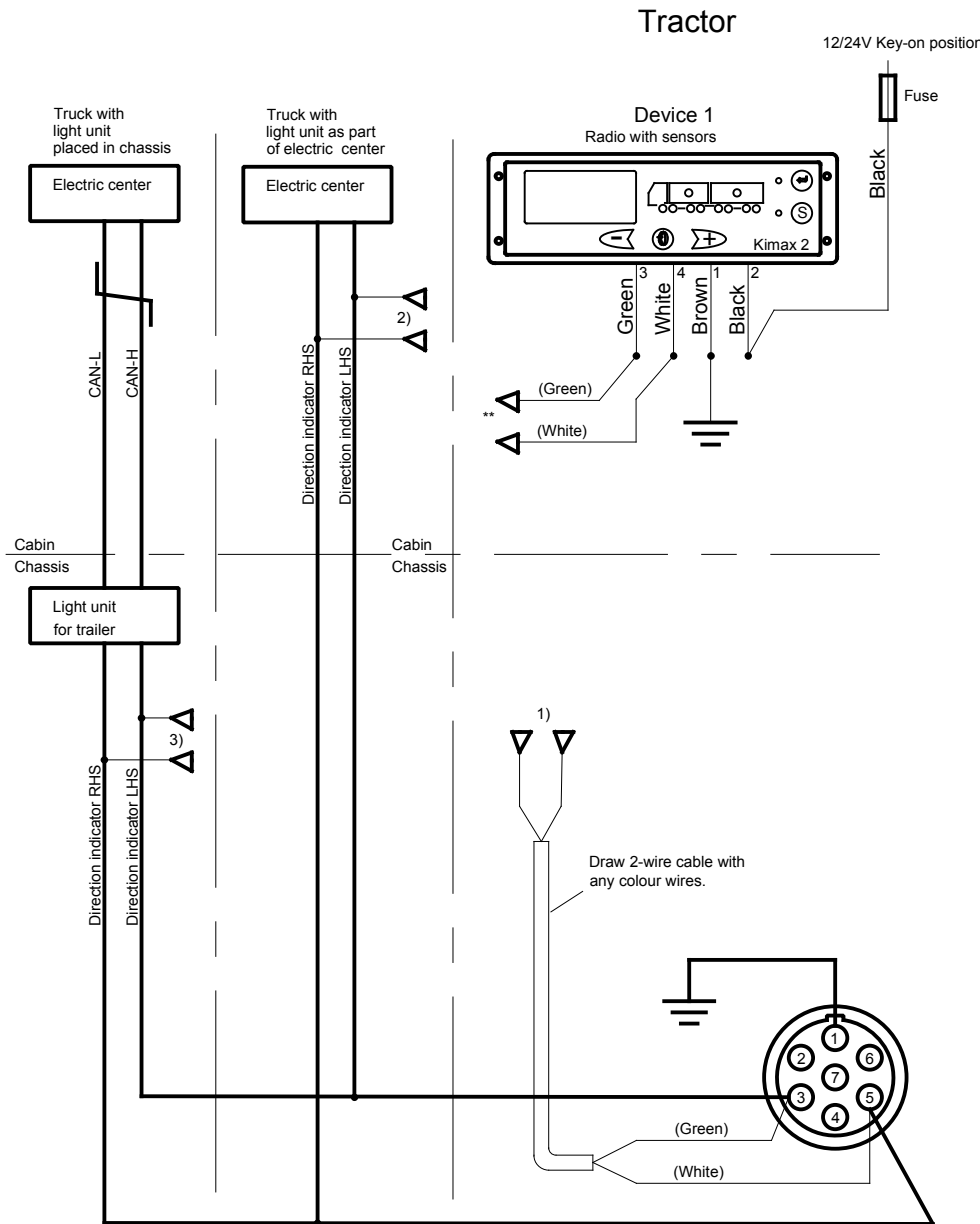 Tractor
12/24V Key-on position
Fuse
Black
Truck with
light unit
placed in chassis
Electric center
Truck with
light unit as part
of electric center
Electric center
Device 1
Radio with sensors
S
Kimax 2
3
4
1
2
Green
White
Brown
Black
(Green)
**
(White)
2)
CAN-L
CAN-H
Direction indicator RHS
Direction indicator LHS
Cabin
Chassis
Cabin
Chassis
Light unit
for trailer
3)
Direction indicator RHS
Direction indicator LHS
1)
Draw 2-wire cable with
any colour wires.
1
2
6
7
3
5
4
(Green)
(White)